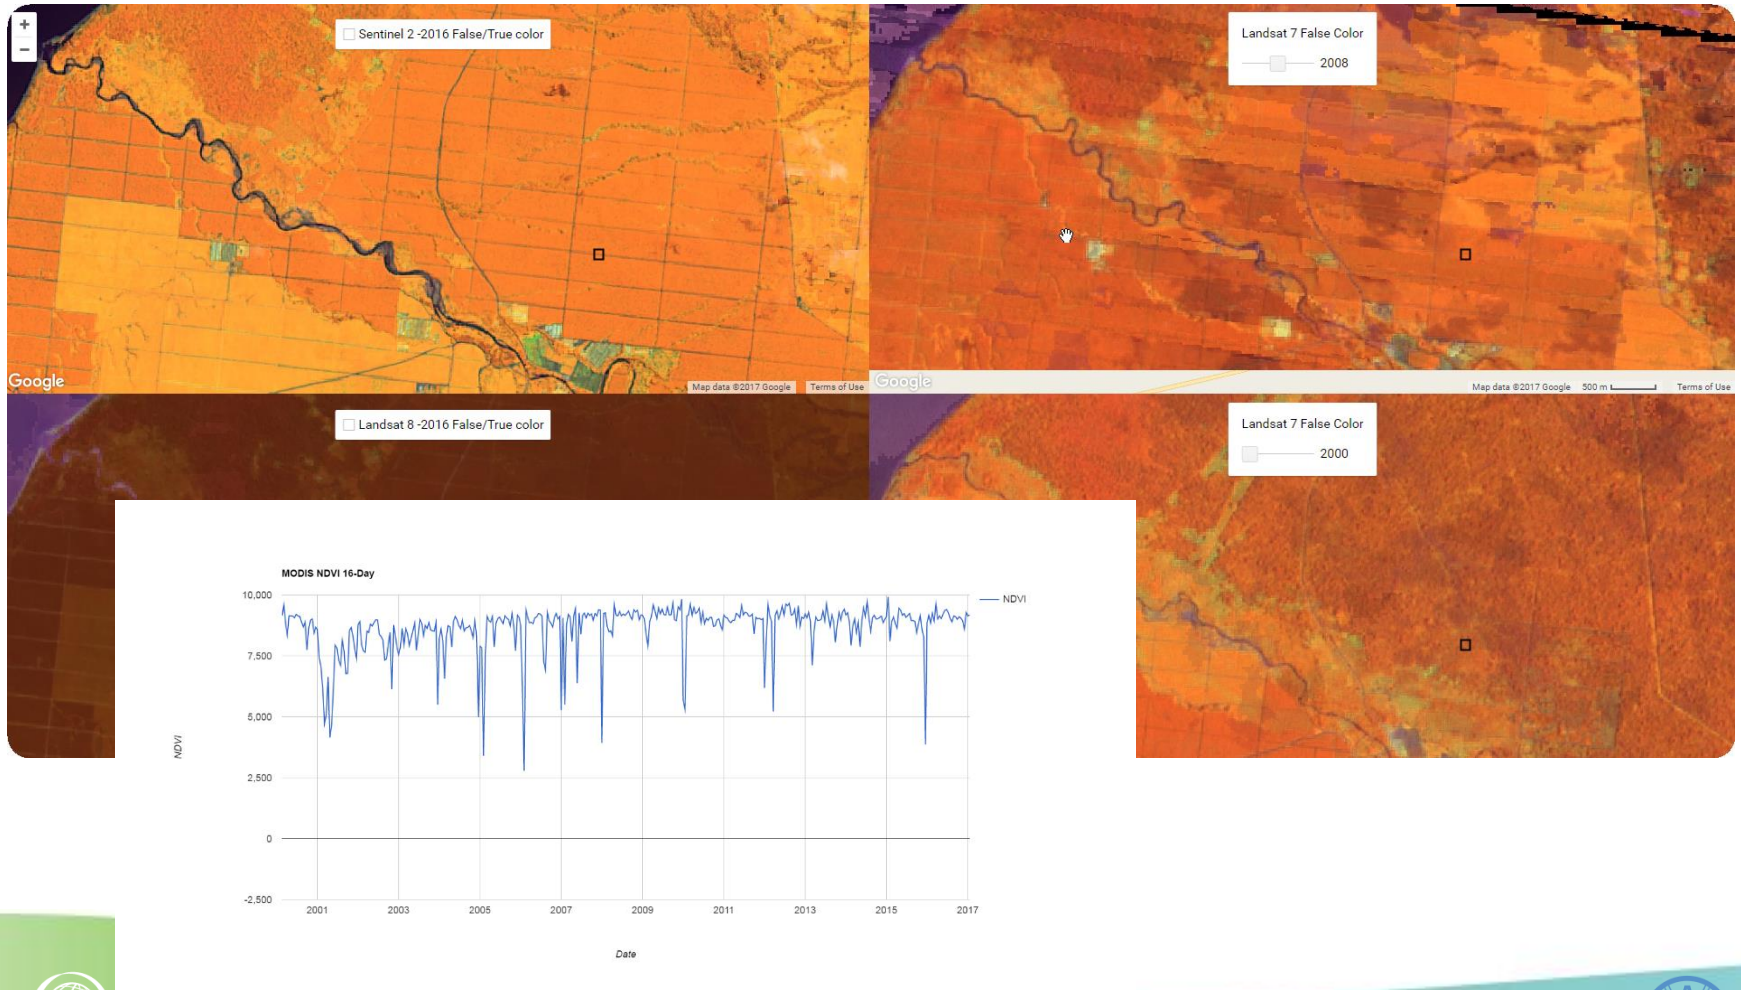 +
−
Sentinel 2 -2016 False/True color
Landsat 7 False Color
2008
Google
Map data ©2017 Google
Terms of Use
Google
Map data ©2017 Google
500 m
Terms of Use
Landsat 8 -2016 False/True color
Landsat 7 False Color
2000
MODIS NDVI 16-Day
10,000
7,500
5,000
2,500
0
-2,500
NDVI
NDVI
2001
2003
2005
2007
2009
2011
2013
2015
2017
Date